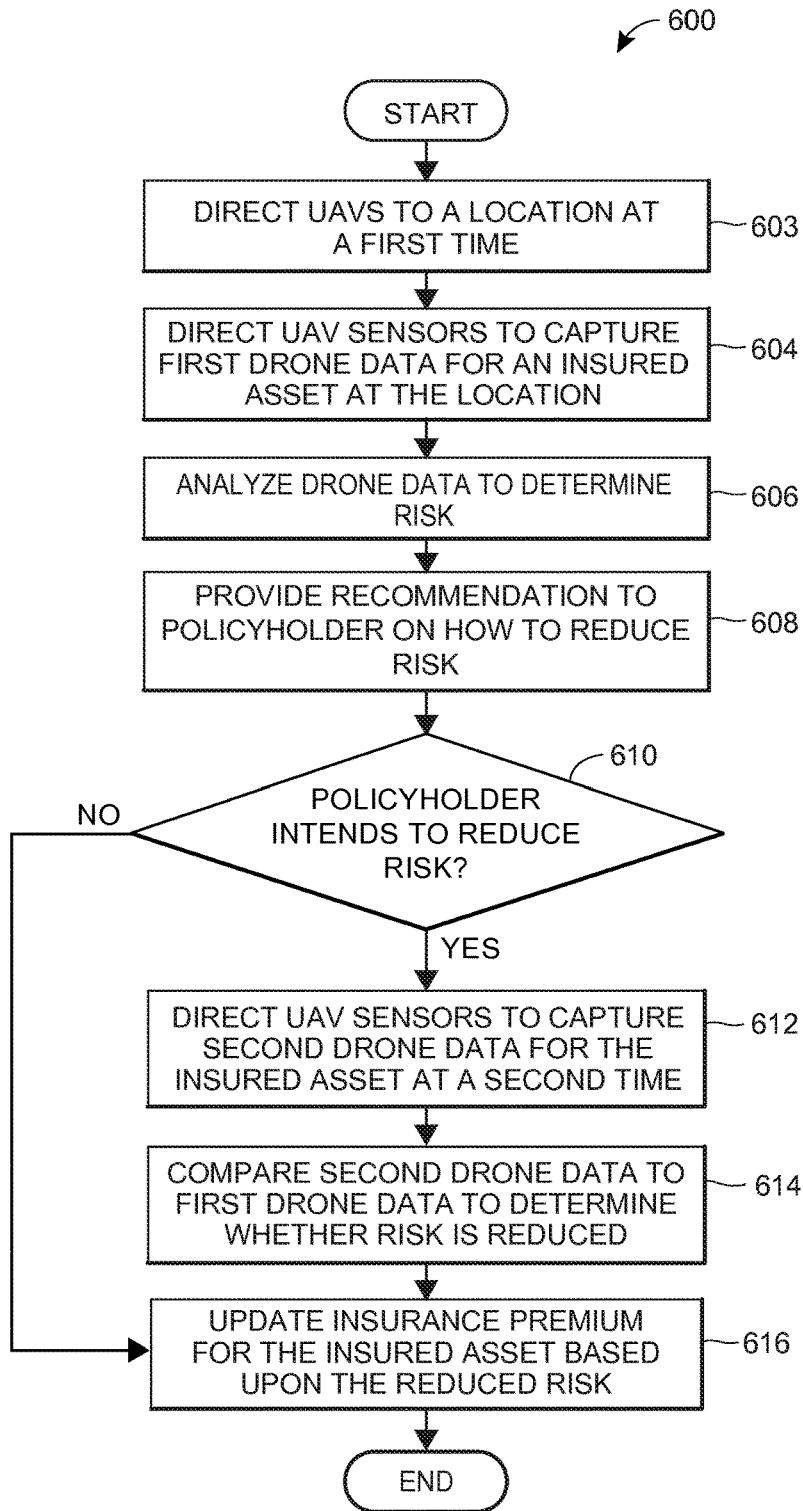 600
START
DIRECT UAVS TO A LOCATION AT
A FIRST TIME
603
DIRECT UAV SENSORS TO CAPTURE
FIRST DRONE DATA FOR AN INSURED
ASSET AT THE LOCATION
604
ANALYZE DRONE DATA TO DETERMINE
RISK
606
PROVIDE RECOMMENDATION TO
POLICYHOLDER ON HOW TO REDUCE
RISK
608
610
POLICYHOLDER
INTENDS TO REDUCE
RISK?
NO
YES
DIRECT UAV SENSORS TO CAPTURE
SECOND DRONE DATA FOR THE
INSURED ASSET AT A SECOND TIME
612
COMPARE SECOND DRONE DATA TO
FIRST DRONE DATA TO DETERMINE
WHETHER RISK IS REDUCED
614
UPDATE INSURANCE PREMIUM
FOR THE INSURED ASSET BASED
UPON THE REDUCED RISK
616
END